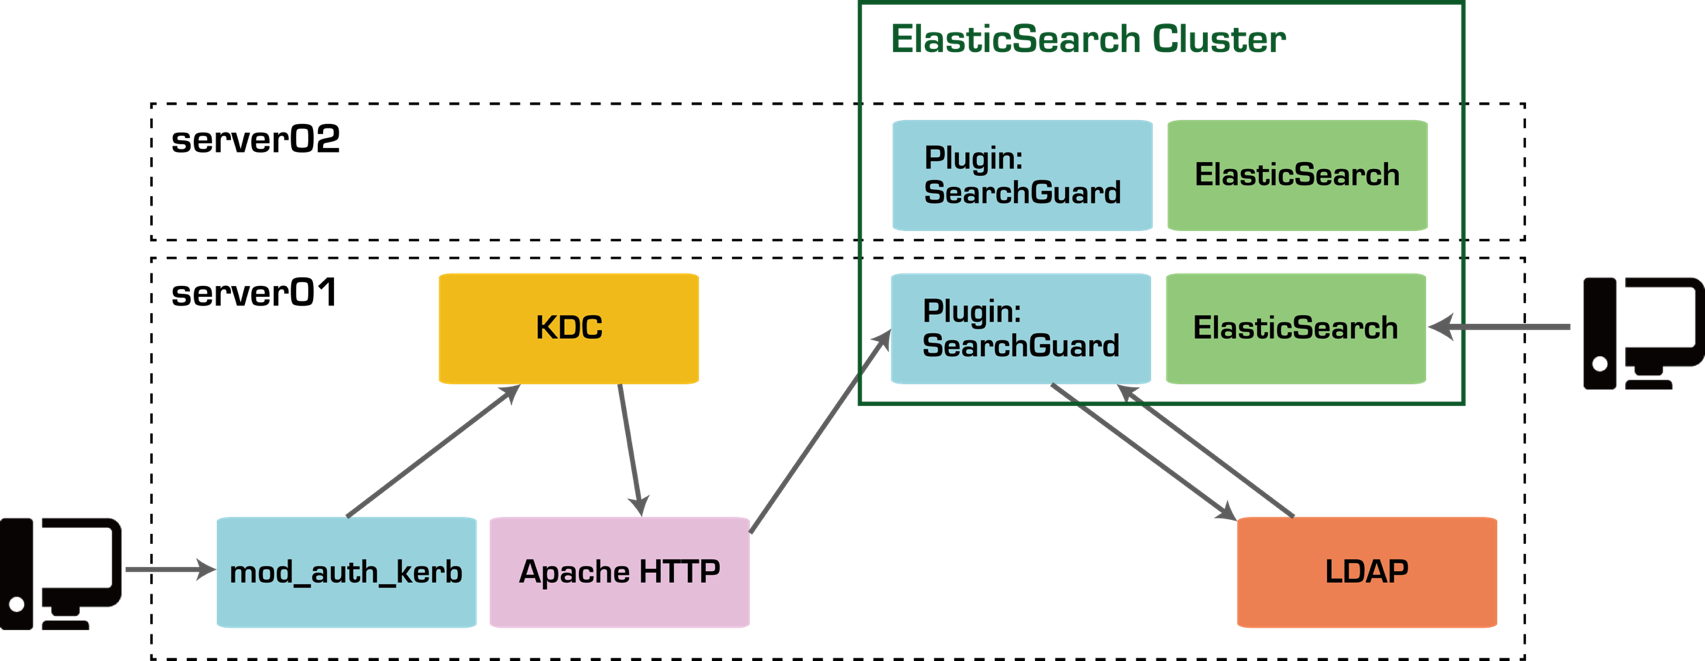 ElasticSearch Cluster
server02
Plugin:
SearchGuard
ElasticSearch
server01
KDC
Plugin:
SearchGuard
ElasticSearch
mod_auth_kerb
Apache HTTP
LDAP